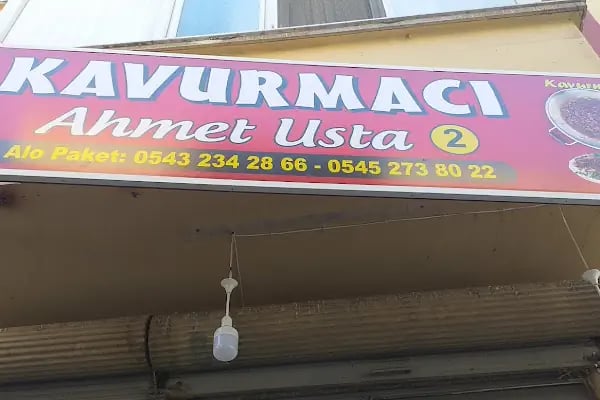 KAVURMACI
Ahmet Usta 2
Alo Paket: 0543 234 28 66 - 0545 273 80 22